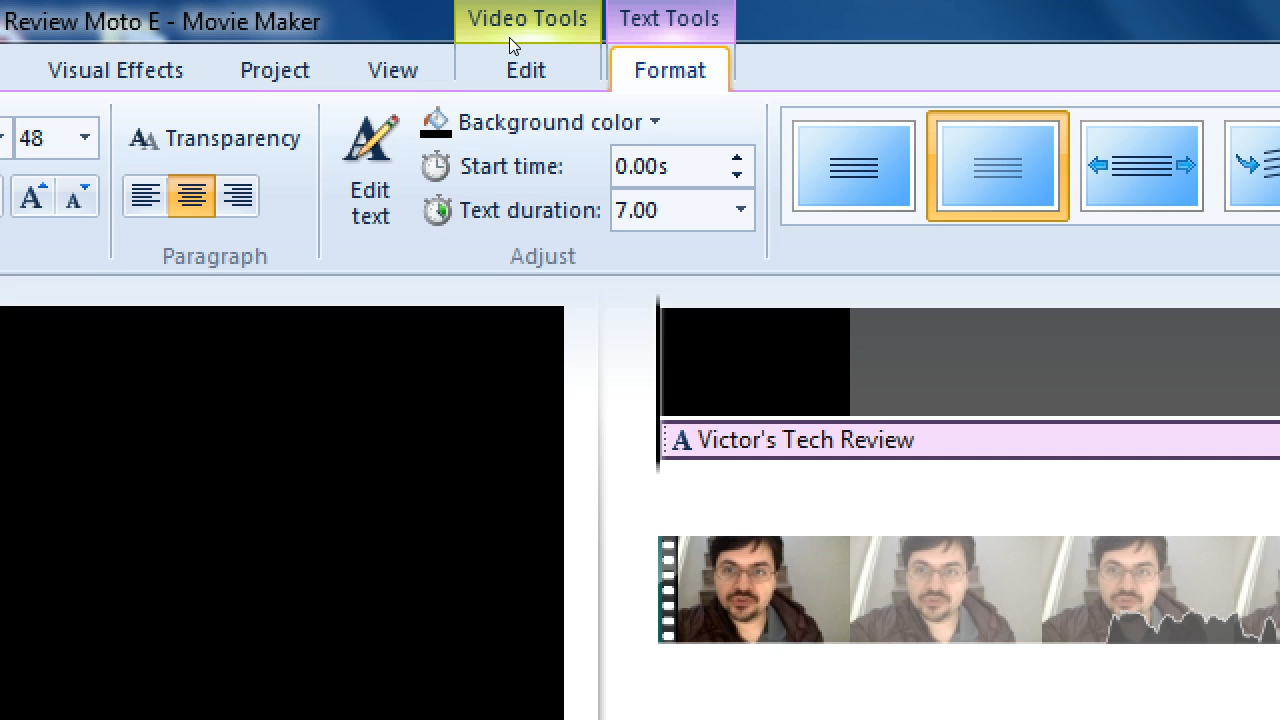 Review Moto E - Movie Maker
Video Tools
Text Tools
Visual Effects
Project
View
Edit
Format
48
Transparency
A A
Paragraph
Edit
text
Background color
Start time:
0.00s
Text duration:
7.00
Adjust
A Victor's Tech Review